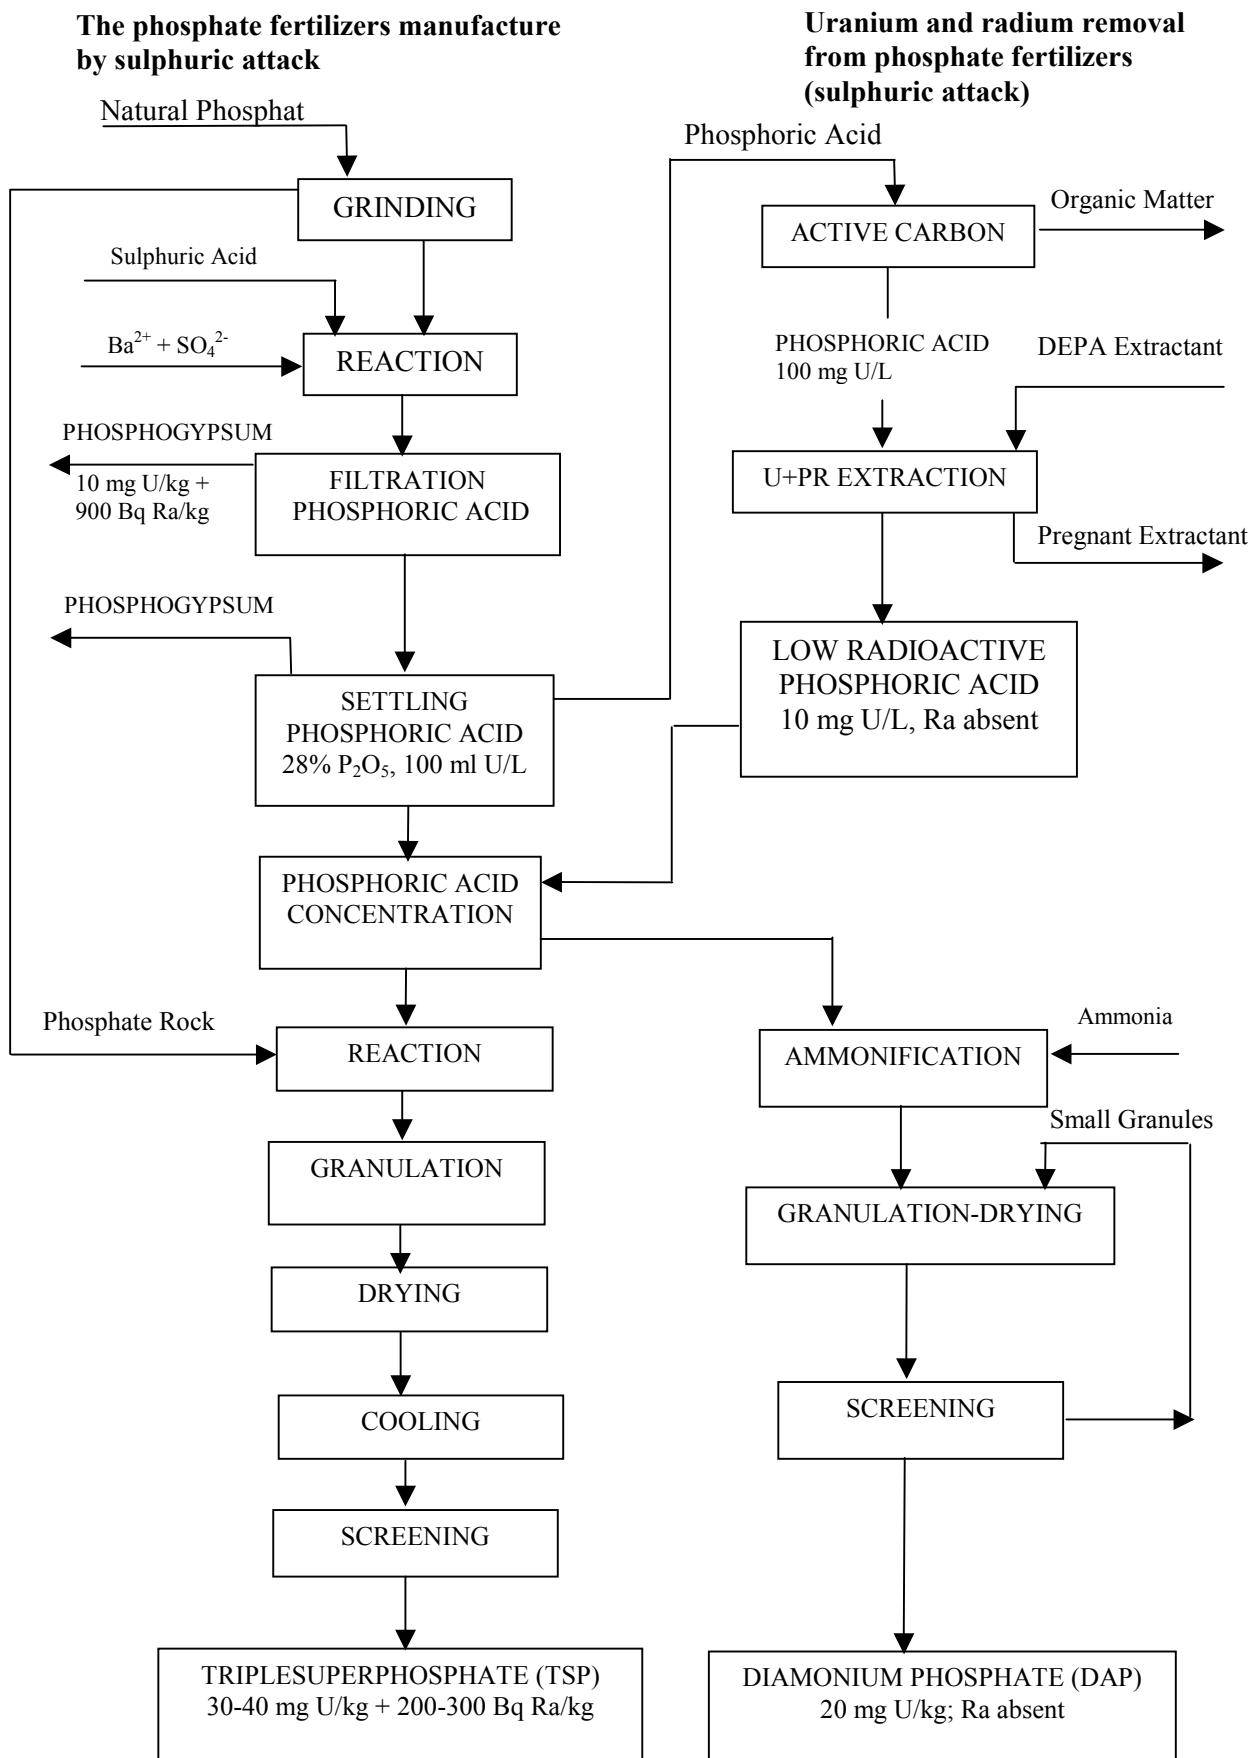 The phosphate fertilizers manufacture
by sulphuric attack
Natural Phosphat
GRINDING
Sulphuric Acid
Ba²⁺ + SO₄²⁻
REACTION
PHOSPHOGYPSUM
10 mg U/kg +
900 Bq Ra/kg
FILTRATION
PHOSPHORIC ACID
PHOSPHOGYPSUM
SETTLING
PHOSPHORIC ACID
28% P₂O₅, 100 ml U/L
PHOSPHORIC ACID
CONCENTRATION
Phosphate Rock
REACTION
GRANULATION
DRYING
COOLING
SCREENING
TRIPLESUPERPHOSPHATE (TSP)
30-40 mg U/kg + 200-300 Bq Ra/kg
Uranium and radium removal
from phosphate fertilizers
(sulphuric attack)
Phosphoric Acid
ACTIVE CARBON
Organic Matter
PHOSPHORIC ACID
100 mg U/L
DEPA Extractant
U+PR EXTRACTION
Pregnant Extractant
LOW RADIOACTIVE
PHOSPHORIC ACID
10 mg U/L, Ra absent
Ammonia
AMMONIFICATION
Small Granules
GRANULATION-DRYING
SCREENING
DIAMONIUM PHOSPHATE (DAP)
20 mg U/kg; Ra absent